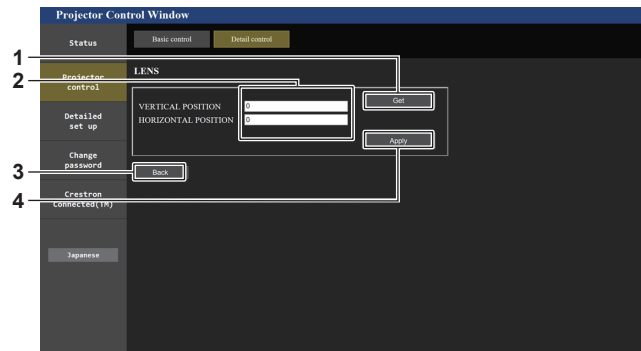 Projector Control Window
Status
Basic control
Detail control
1
2
Projector control
LENS
VERTICAL POSITION
0
Get
HORIZONTAL POSITION
0
Detailed set up
Apply
Change password
3
Back
4
Crestron Connected(TM)
Japanese